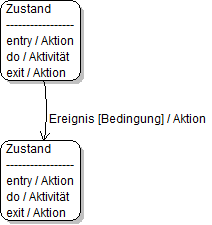 Zustand
------------------
entry / Aktion
do / Aktivität
exit / Aktion
Ereignis [Bedingung] / Aktion
Zustand
------------------
entry / Aktion
do / Aktivität
exit / Aktion